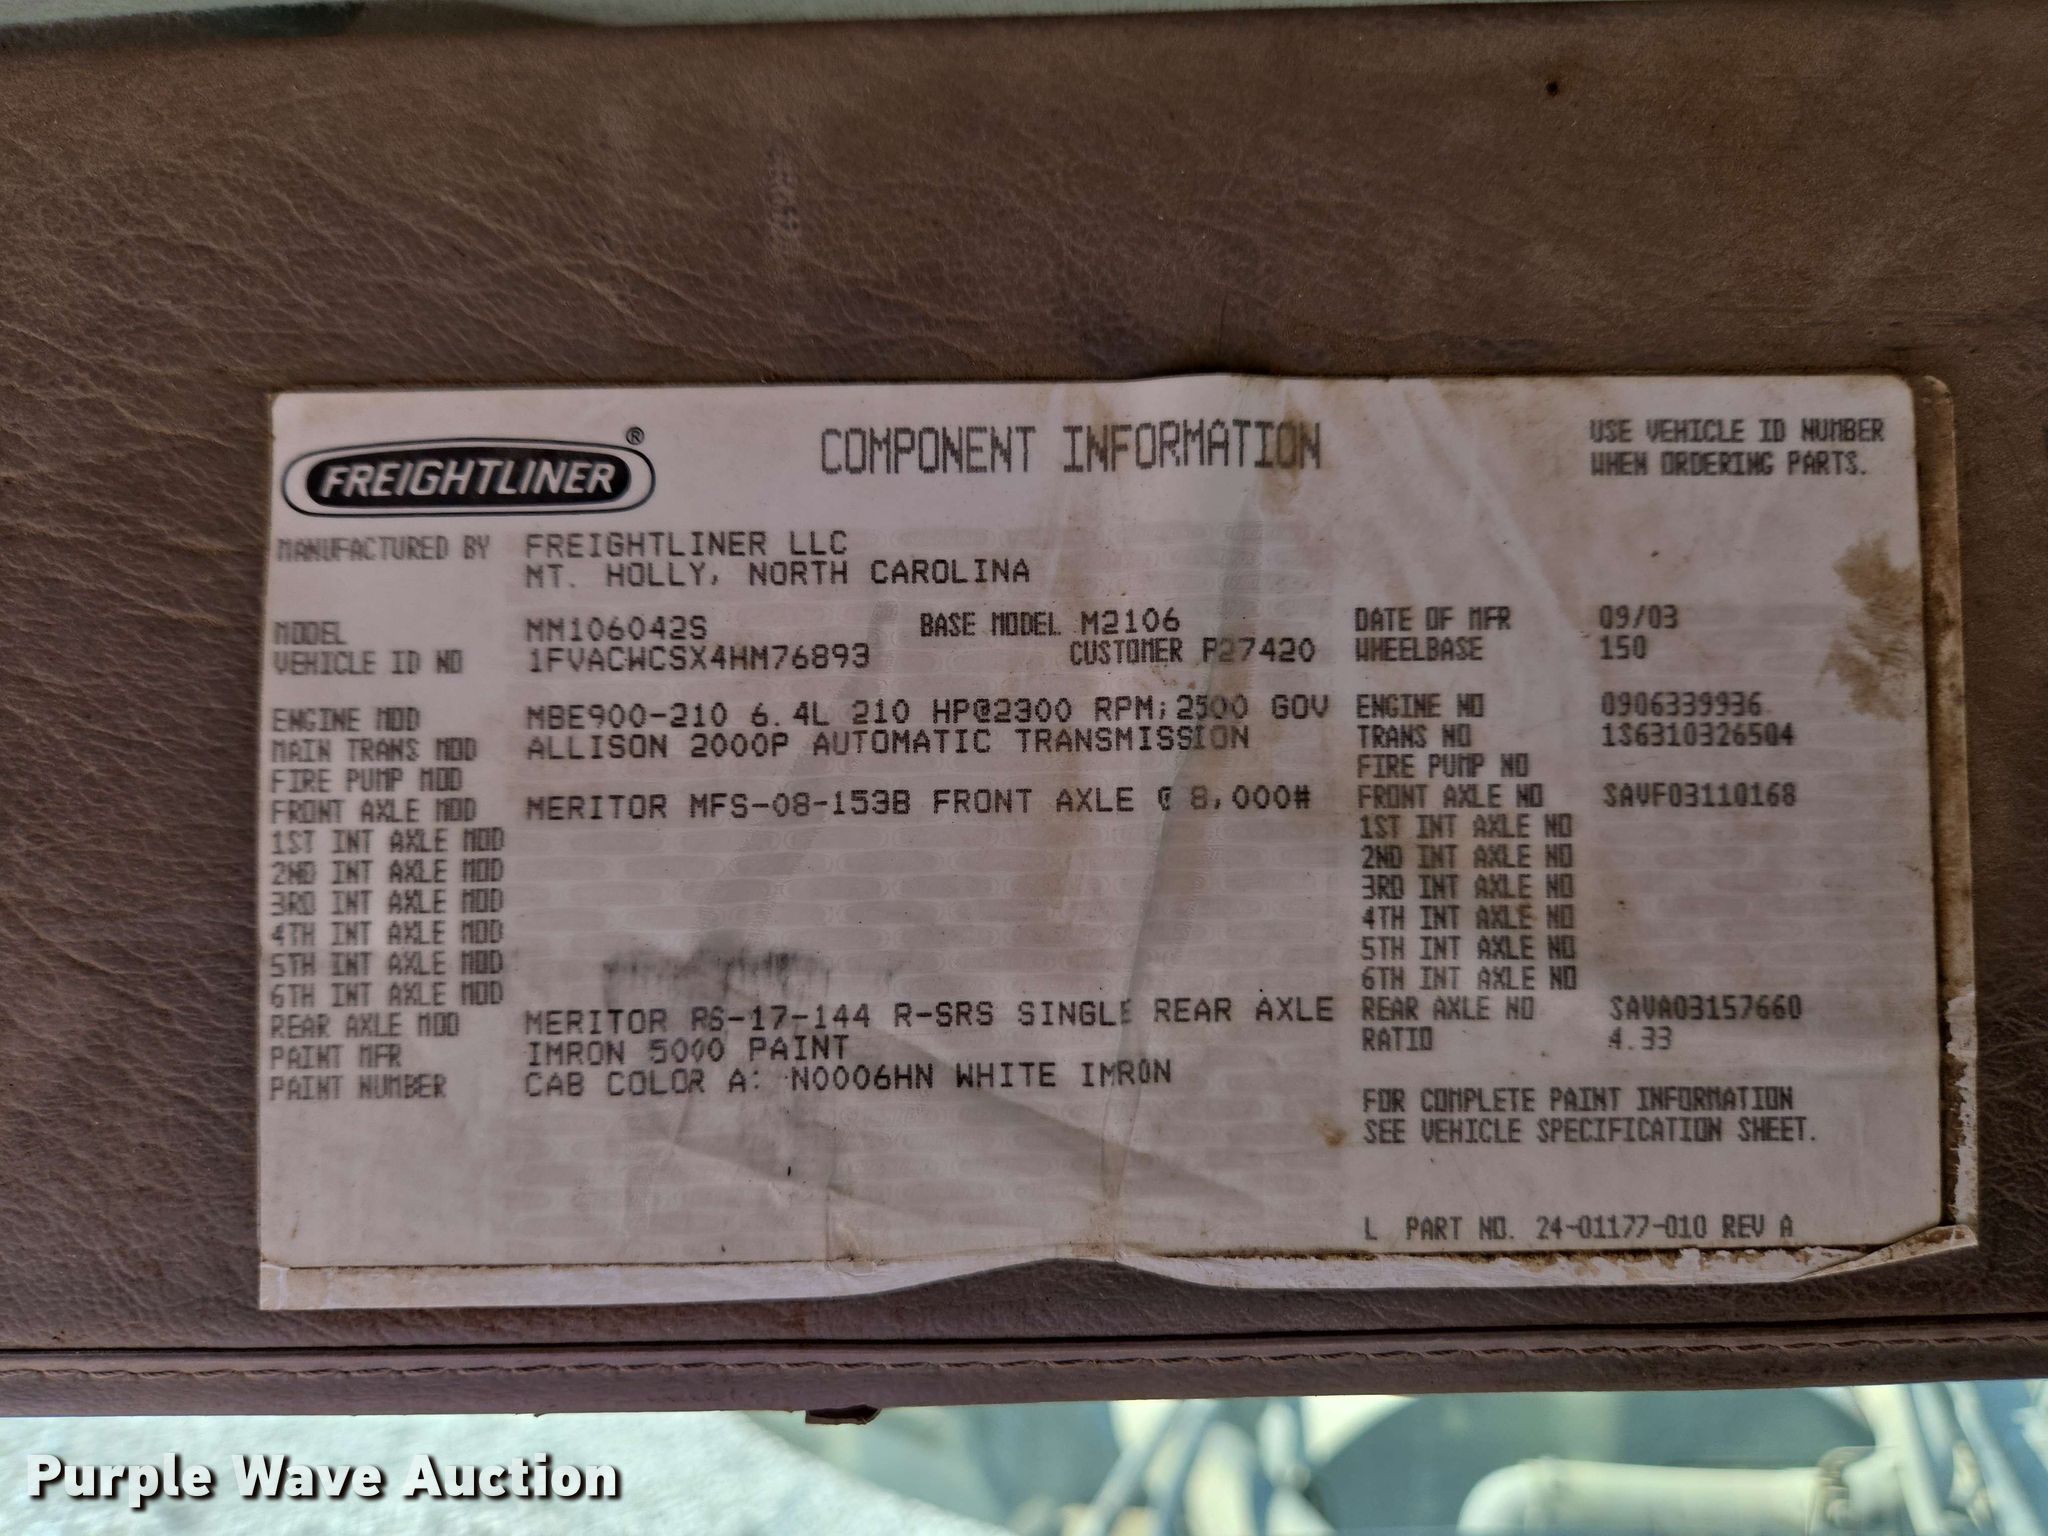 FREIGHTLINER®
COMPONENT INFORMATION
USE VEHICLE ID NUMBER
WHEN ORDERING PARTS.
MANUFACTURED BY FREIGHTLINER LLC
MT. HOLLY, NORTH CAROLINA
MODEL MM106042S BASE MODEL M2106 DATE OF MFR 09/03
VEHICLE ID NO 1FVACWCSX4HM76893 CUSTOMER P27420 WHEELBASE 150
ENGINE MOD MBE900-210 6.4L 210 HP@2300 RPM; 2500 GOV ENGINE NO 0906339936
MAIN TRANS MOD ALLISON 2000P AUTOMATIC TRANSMISSION TRANS NO 1S6310326504
FIRE PUMP MOD FIRE PUMP NO
FRONT AXLE MOD MERITOR MFS-08-153B FRONT AXLE @ 8,000# FRONT AXLE NO SAVF03110168
1ST INT AXLE MOD 1ST INT AXLE NO
2ND INT AXLE MOD 2ND INT AXLE NO
3RD INT AXLE MOD 3RD INT AXLE NO
4TH INT AXLE MOD 4TH INT AXLE NO
5TH INT AXLE MOD 5TH INT AXLE NO
6TH INT AXLE MOD 6TH INT AXLE NO
REAR AXLE MOD MERITOR RS-17-144 R-SRS SINGLE REAR AXLE REAR AXLE NO SAVA03157660
PAINT MFR IMRON 5000 PAINT RATIO 4.33
PAINT NUMBER CAB COLOR A: N0006HN WHITE IMRON
FOR COMPLETE PAINT INFORMATION
SEE VEHICLE SPECIFICATION SHEET.
L PART NO. 24-01177-010 REV A
Purple Wave Auction